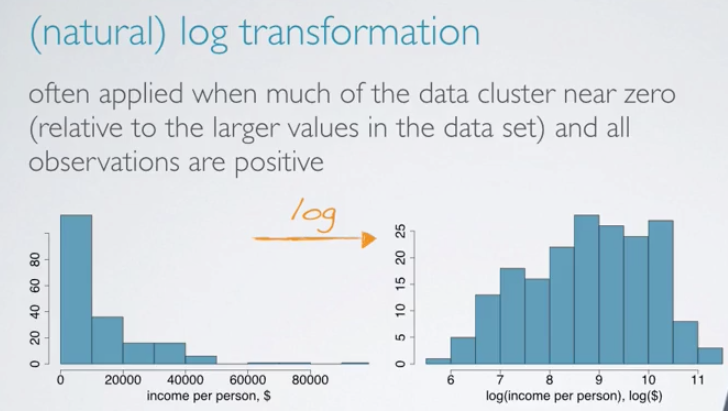 (natural) log transformation
often applied when much of the data cluster near zero
(relative to the larger values in the data set) and all
observations are positive
log
80
60
40
20
0
0 20000 40000 60000 80000
income per person, $
25
20
15
10
5
0
6 7 8 9 10 11
log(income per person), log($)